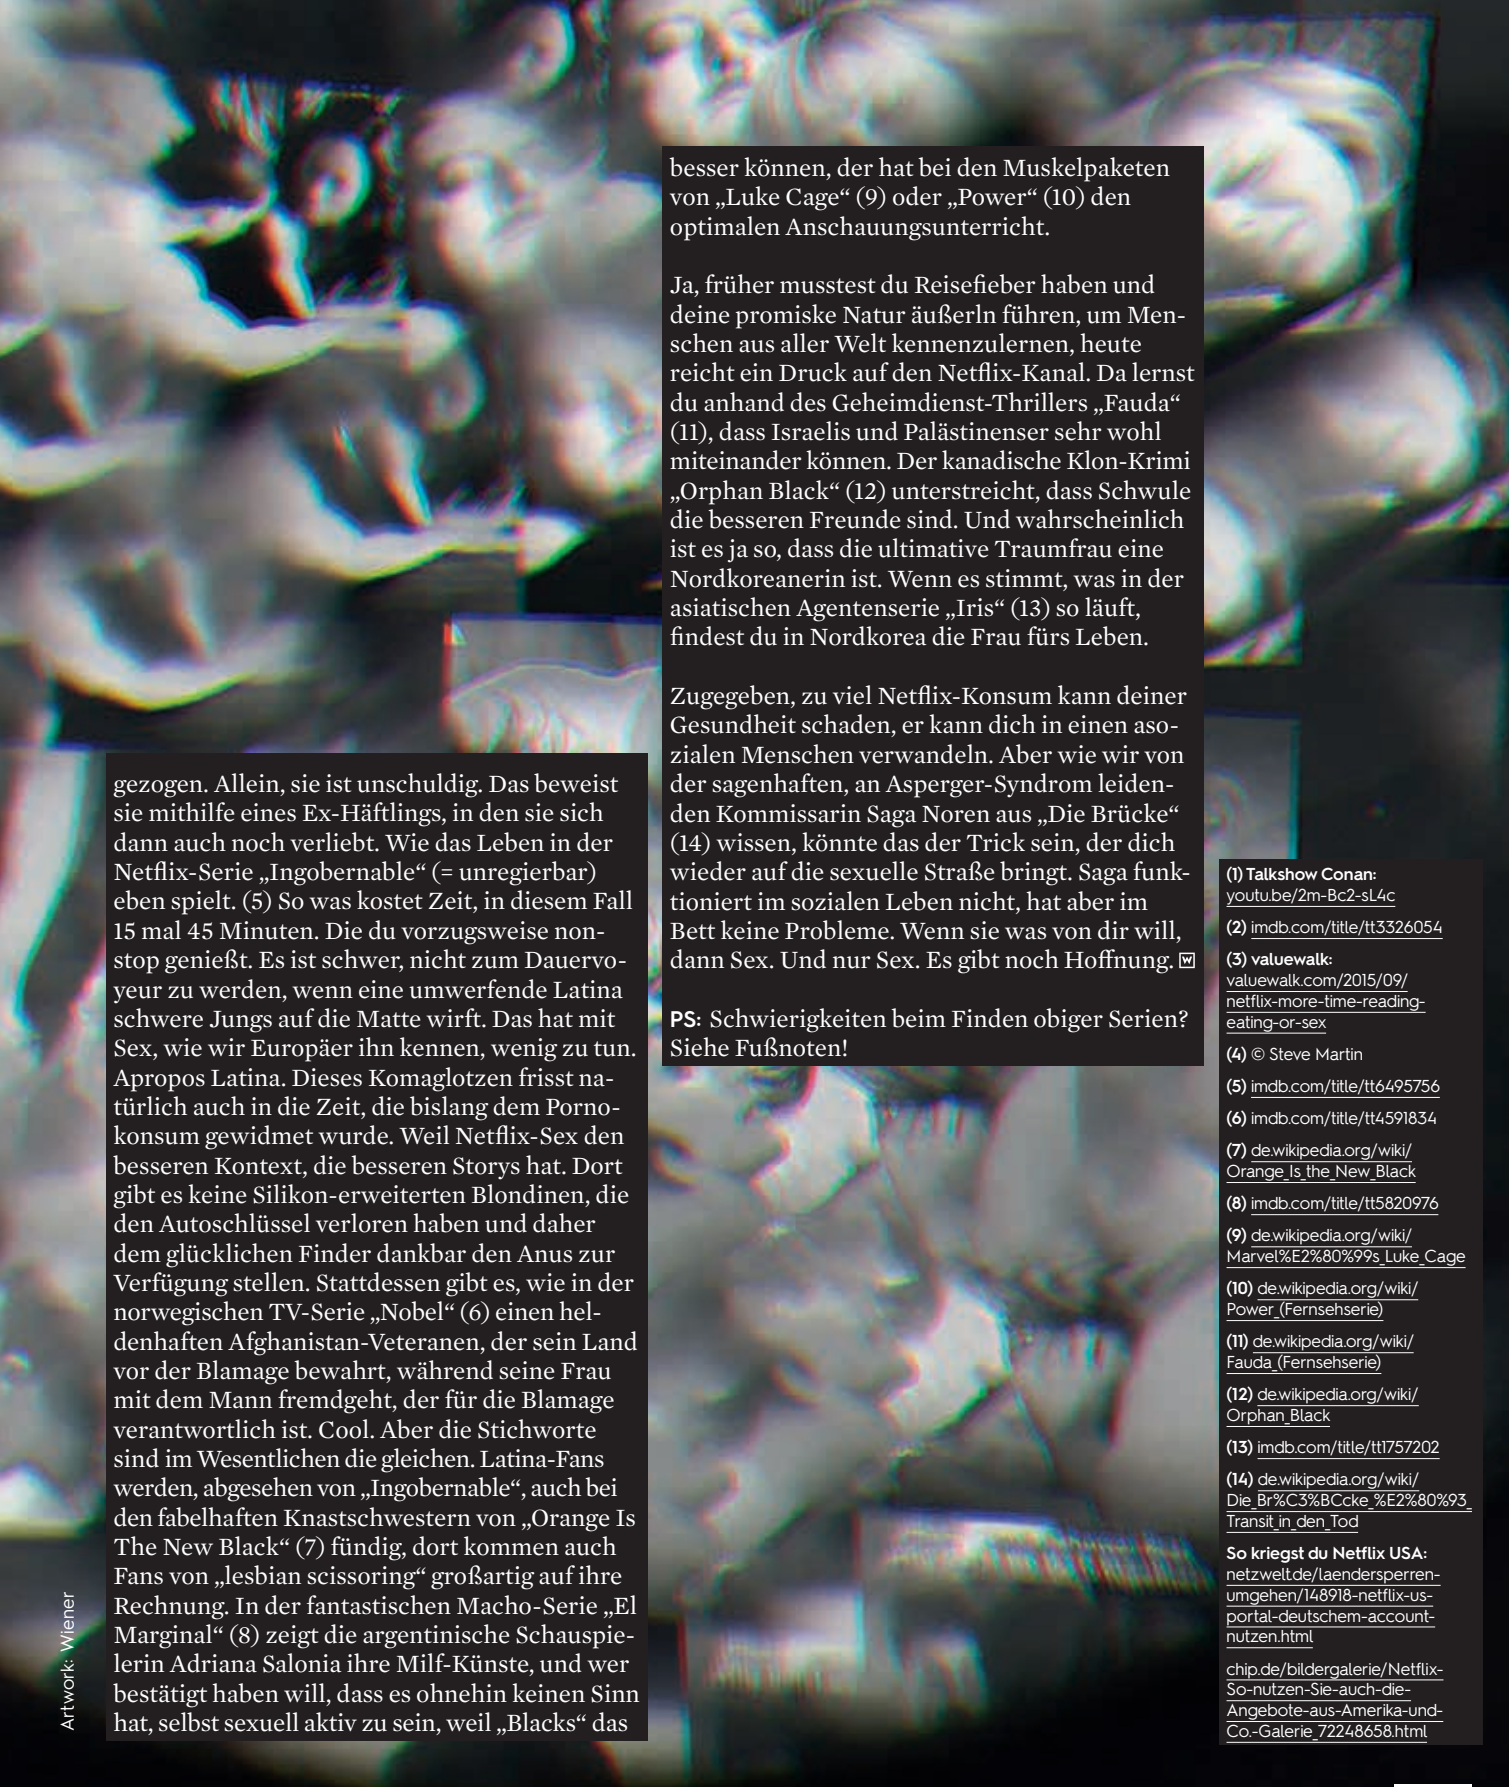 gezogen. Allein, sie ist unschuldig. Das beweist
sie mithilfe eines Ex-Häftlings, in den sie sich
dann auch noch verliebt. Wie das Leben in der
Netflix-Serie „Ingobernable“ (= unregierbar)
eben spielt. (5) So was kostet Zeit, in diesem Fall
15 mal 45 Minuten. Die du vorzugsweise non-
stop genießt. Es ist schwer, nicht zum Dauervo-
yeur zu werden, wenn eine umwerfende Latina
schwere Jungs auf die Matte wirft. Das hat mit
Sex, wie wir Europäer ihn kennen, wenig zu tun.
Apropos Latina. Dieses Komaglotzen frisst na-
türlich auch in die Zeit, die bislang dem Porno-
konsum gewidmet wurde. Weil Netflix-Sex den
besseren Kontext, die besseren Storys hat. Dort
gibt es keine Silikon-erweiterten Blondinen, die
den Autoschlüssel verloren haben und daher
dem glücklichen Finder dankbar den Anus zur
Verfügung stellen. Stattdessen gibt es, wie in der
norwegischen TV-Serie „Nobel“ (6) einen hel-
denhaften Afghanistan-Veteranen, der sein Land
vor der Blamage bewahrt, während seine Frau
mit dem Mann fremdgeht, der für die Blamage
verantwortlich ist. Cool. Aber die Stichworte
sind im Wesentlichen die gleichen. Latina-Fans
werden, abgesehen von „Ingobernable“, auch bei
den fabelhaften Knastschwestern von „Orange Is
The New Black“ (7) fündig, dort kommen auch
Fans von „lesbian scissoring“ großartig auf ihre
Rechnung. In der fantastischen Macho-Serie „El
Marginal“ (8) zeigt die argentinische Schauspie-
lerin Adriana Salonia ihre Milf-Künste, und wer
bestätigt haben will, dass es ohnehin keinen Sinn
hat, selbst sexuell aktiv zu sein, weil „Blacks“ das
besser können, der hat bei den Muskelpaketen
von „Luke Cage“ (9) oder „Power“ (10) den
optimalen Anschauungsunterricht.
Ja, früher musstest du Reisefieber haben und
deine promiske Natur äußerln führen, um Men-
schen aus aller Welt kennenzulernen, heute
reicht ein Druck auf den Netflix-Kanal. Da lernst
du anhand des Geheimdienst-Thrillers „Fauda“
(11), dass Israelis und Palästinenser sehr wohl
miteinander können. Der kanadische Klon-Krimi
„Orphan Black“ (12) unterstreicht, dass Schwule
die besseren Freunde sind. Und wahrscheinlich
ist es ja so, dass die ultimative Traumfrau eine
Nordkoreanerin ist. Wenn es stimmt, was in der
asiatischen Agentenserie „Iris“ (13) so läuft,
findest du in Nordkorea die Frau fürs Leben.
Zugegeben, zu viel Netflix-Konsum kann deiner
Gesundheit schaden, er kann dich in einen aso-
zialen Menschen verwandeln. Aber wie wir von
der sagenhaften, an Asperger-Syndrom leiden-
den Kommissarin Saga Noren aus „Die Brücke“
(14) wissen, könnte das der Trick sein, der dich
wieder auf die sexuelle Straße bringt. Saga funk-
tioniert im sozialen Leben nicht, hat aber im
Bett keine Probleme. Wenn sie was von dir will,
dann Sex. Und nur Sex. Es gibt noch Hoffnung. W
PS: Schwierigkeiten beim Finden obiger Serien?
Siehe Fußnoten!
(1) Talkshow Conan:
youtu.be/2m-Bc2-sL4c
(2) imdb.com/title/tt3326054
(3) valuewalk:
valuewalk.com/2015/09/
netflix-more-time-reading-
eating-or-sex
(4) © Steve Martin
(5) imdb.com/title/tt6495756
(6) imdb.com/title/tt4591834
(7) de.wikipedia.org/wiki/
Orange_Is_the_New_Black
(8) imdb.com/title/tt5820976
(9) de.wikipedia.org/wiki/
Marvel%E2%80%99s_Luke_Cage
(10) de.wikipedia.org/wiki/
Power_(Fernsehserie)
(11) de.wikipedia.org/wiki/
Fauda_(Fernsehserie)
(12) de.wikipedia.org/wiki/
Orphan_Black
(13) imdb.com/title/tt1757202
(14) de.wikipedia.org/wiki/
Die_Br%C3%BCcke_%E2%80%93_
Transit_in_den_Tod
So kriegst du Netflix USA:
netzwelt.de/laendersperren-
umgehen/148918-netflix-us-
portal-deutschem-account-
nutzen.html
chip.de/bildergalerie/Netflix-
So-nutzen-Sie-auch-die-
Angebote-aus-Amerika-und-
Co.-Galerie_72248658.html
Artwork: Wiener